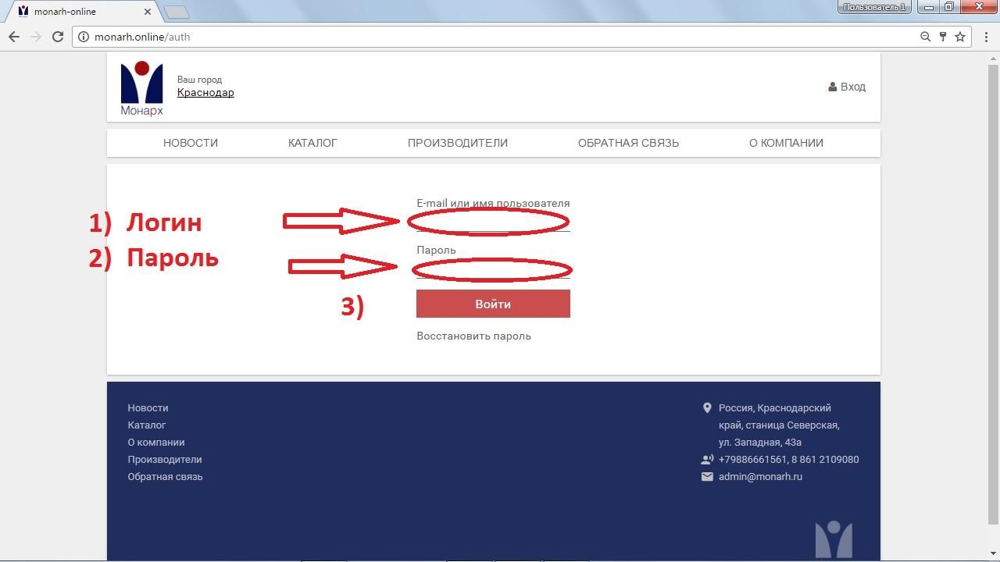 monarh-online
Пользователь 1
monarh.online/auth
Ваш город
Краснодар
Вход
Монарх
НОВОСТИ КАТАЛОГ ПРОИЗВОДИТЕЛИ ОБРАТНАЯ СВЯЗЬ О КОМПАНИИ
E-mail или имя пользователя
1) Логин
Пароль
2) Пароль
3)
Войти
Восстановить пароль
Новости
Каталог
О компании
Производители
Обратная связь
Россия, Краснодарский
край, станица Северская,
ул. Западная, 43а
+79886661561, 8 861 2109080
admin@monarh.ru